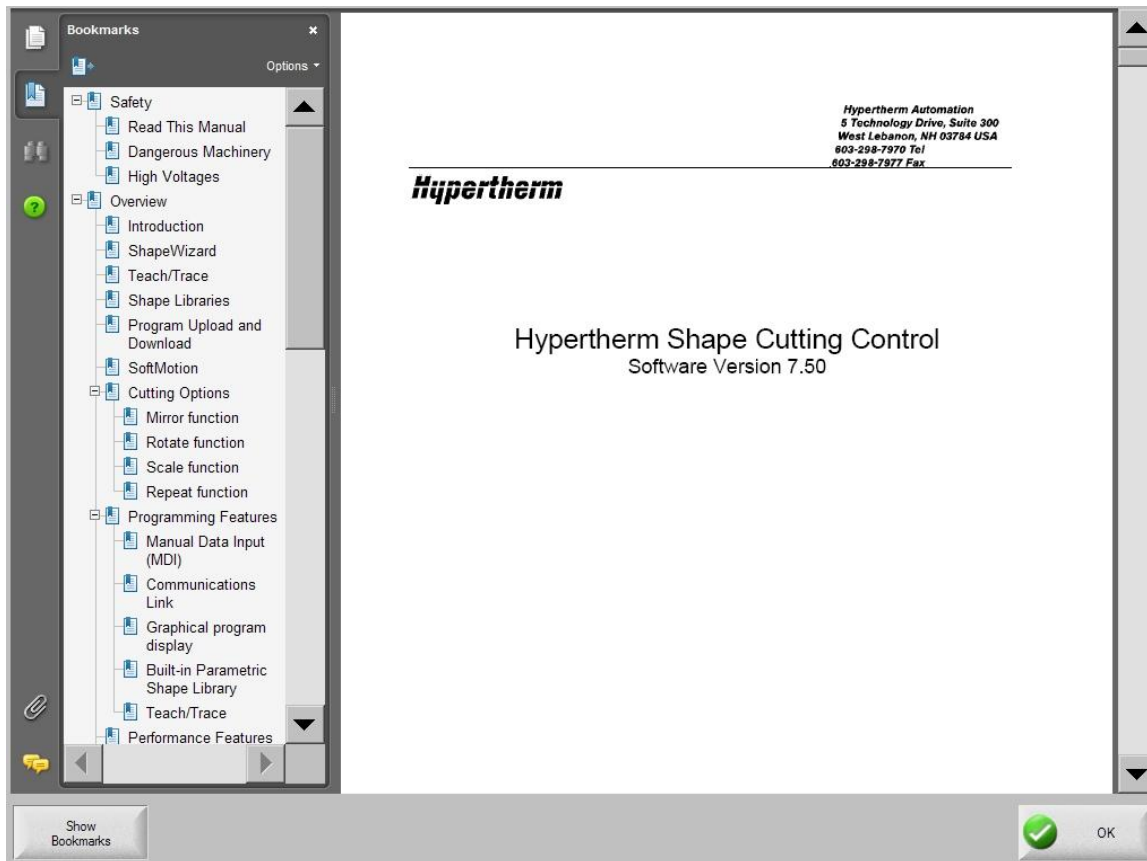 Bookmarks
Options
Safety
Read This Manual
Dangerous Machinery
High Voltages
Overview
Introduction
ShapeWizard
Teach/Trace
Shape Libraries
Program Upload and
Download
SoftMotion
Cutting Options
Mirror function
Rotate function
Scale function
Repeat function
Programming Features
Manual Data Input
(MDI)
Communications
Link
Graphical program
display
Built-in Parametric
Shape Library
Teach/Trace
Performance Features
Hypertherm Automation
5 Technology Drive, Suite 300
West Lebanon, NH 03784 USA
603-298-7970 Tel
603-298-7977 Fax
Hypertherm
Hypertherm Shape Cutting Control
Software Version 7.50
Show
Bookmarks
OK